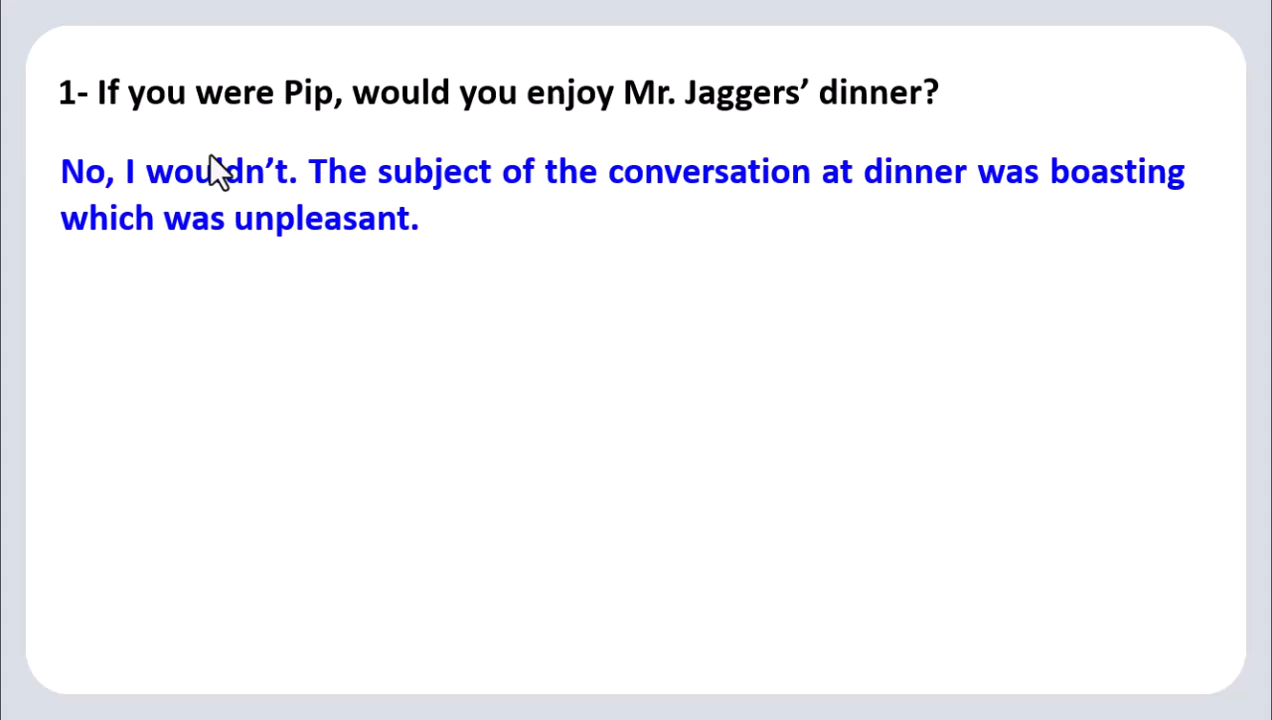 1- If you were Pip, would you enjoy Mr. Jaggers’ dinner?
No, I wouldn’t. The subject of the conversation at dinner was boasting
which was unpleasant.